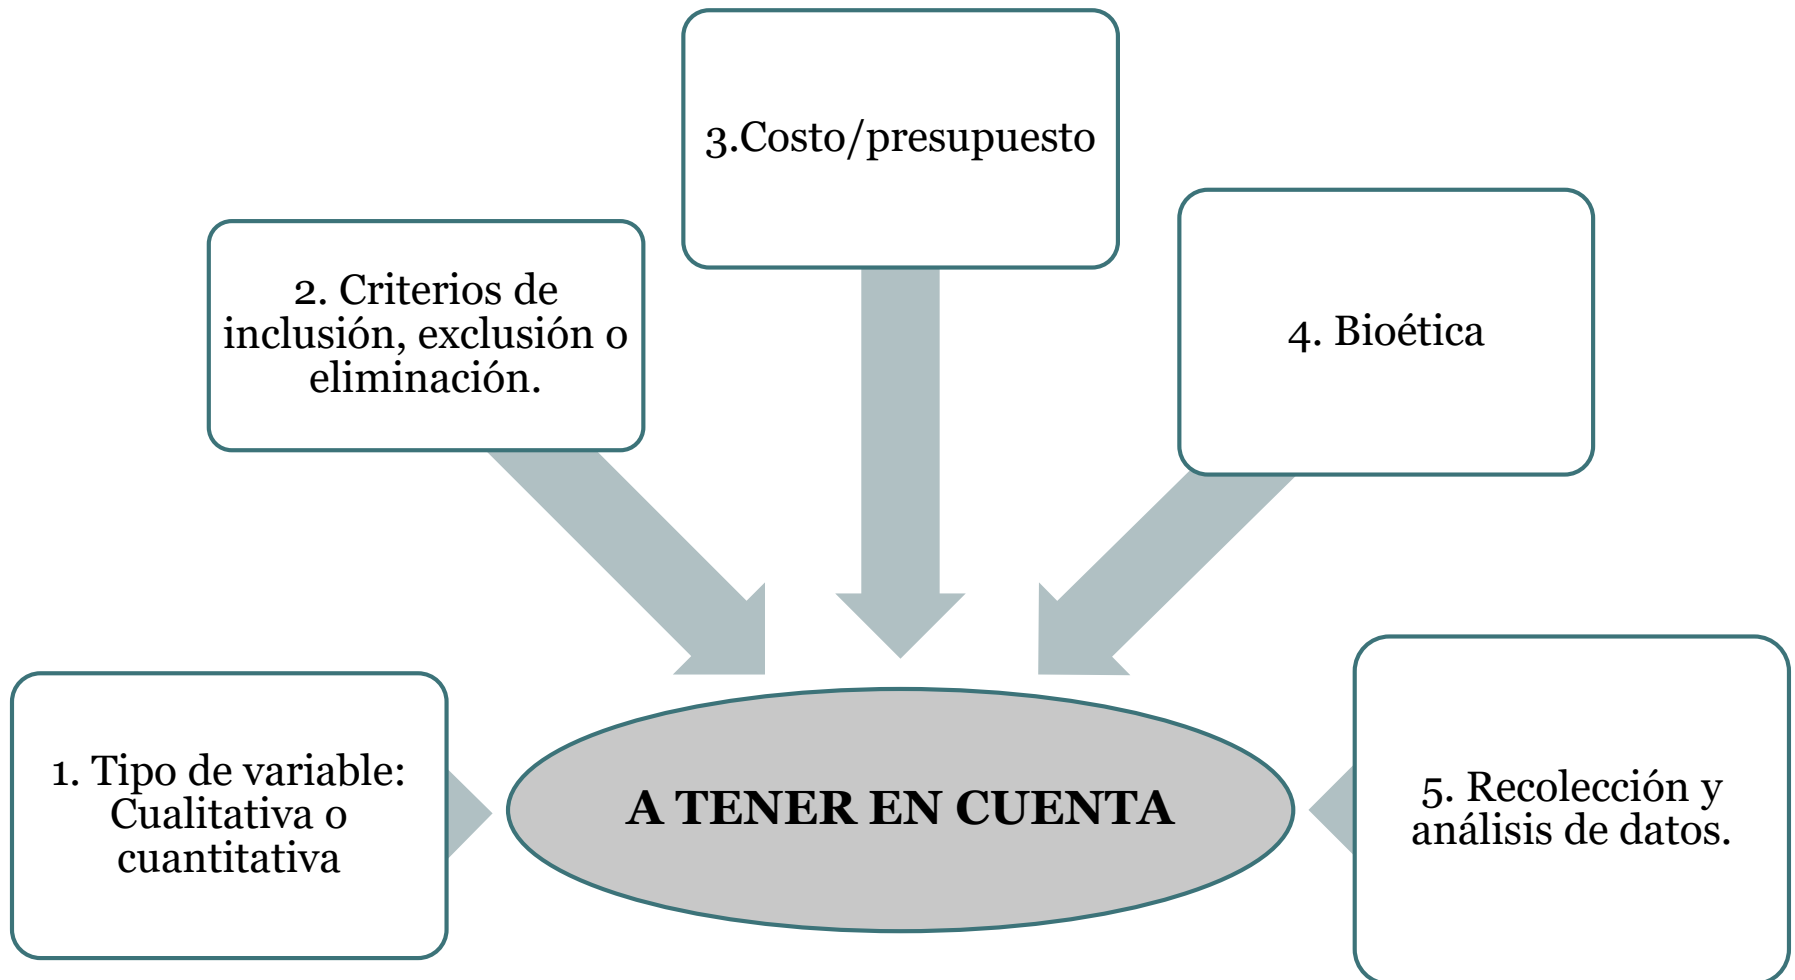 1. Tipo de variable:
Cualitativa o
cuantitativa
2. Criterios de
inclusión, exclusión o
eliminación.
3.Costo/presupuesto
4. Bioética
5. Recolección y
análisis de datos.
A TENER EN CUENTA